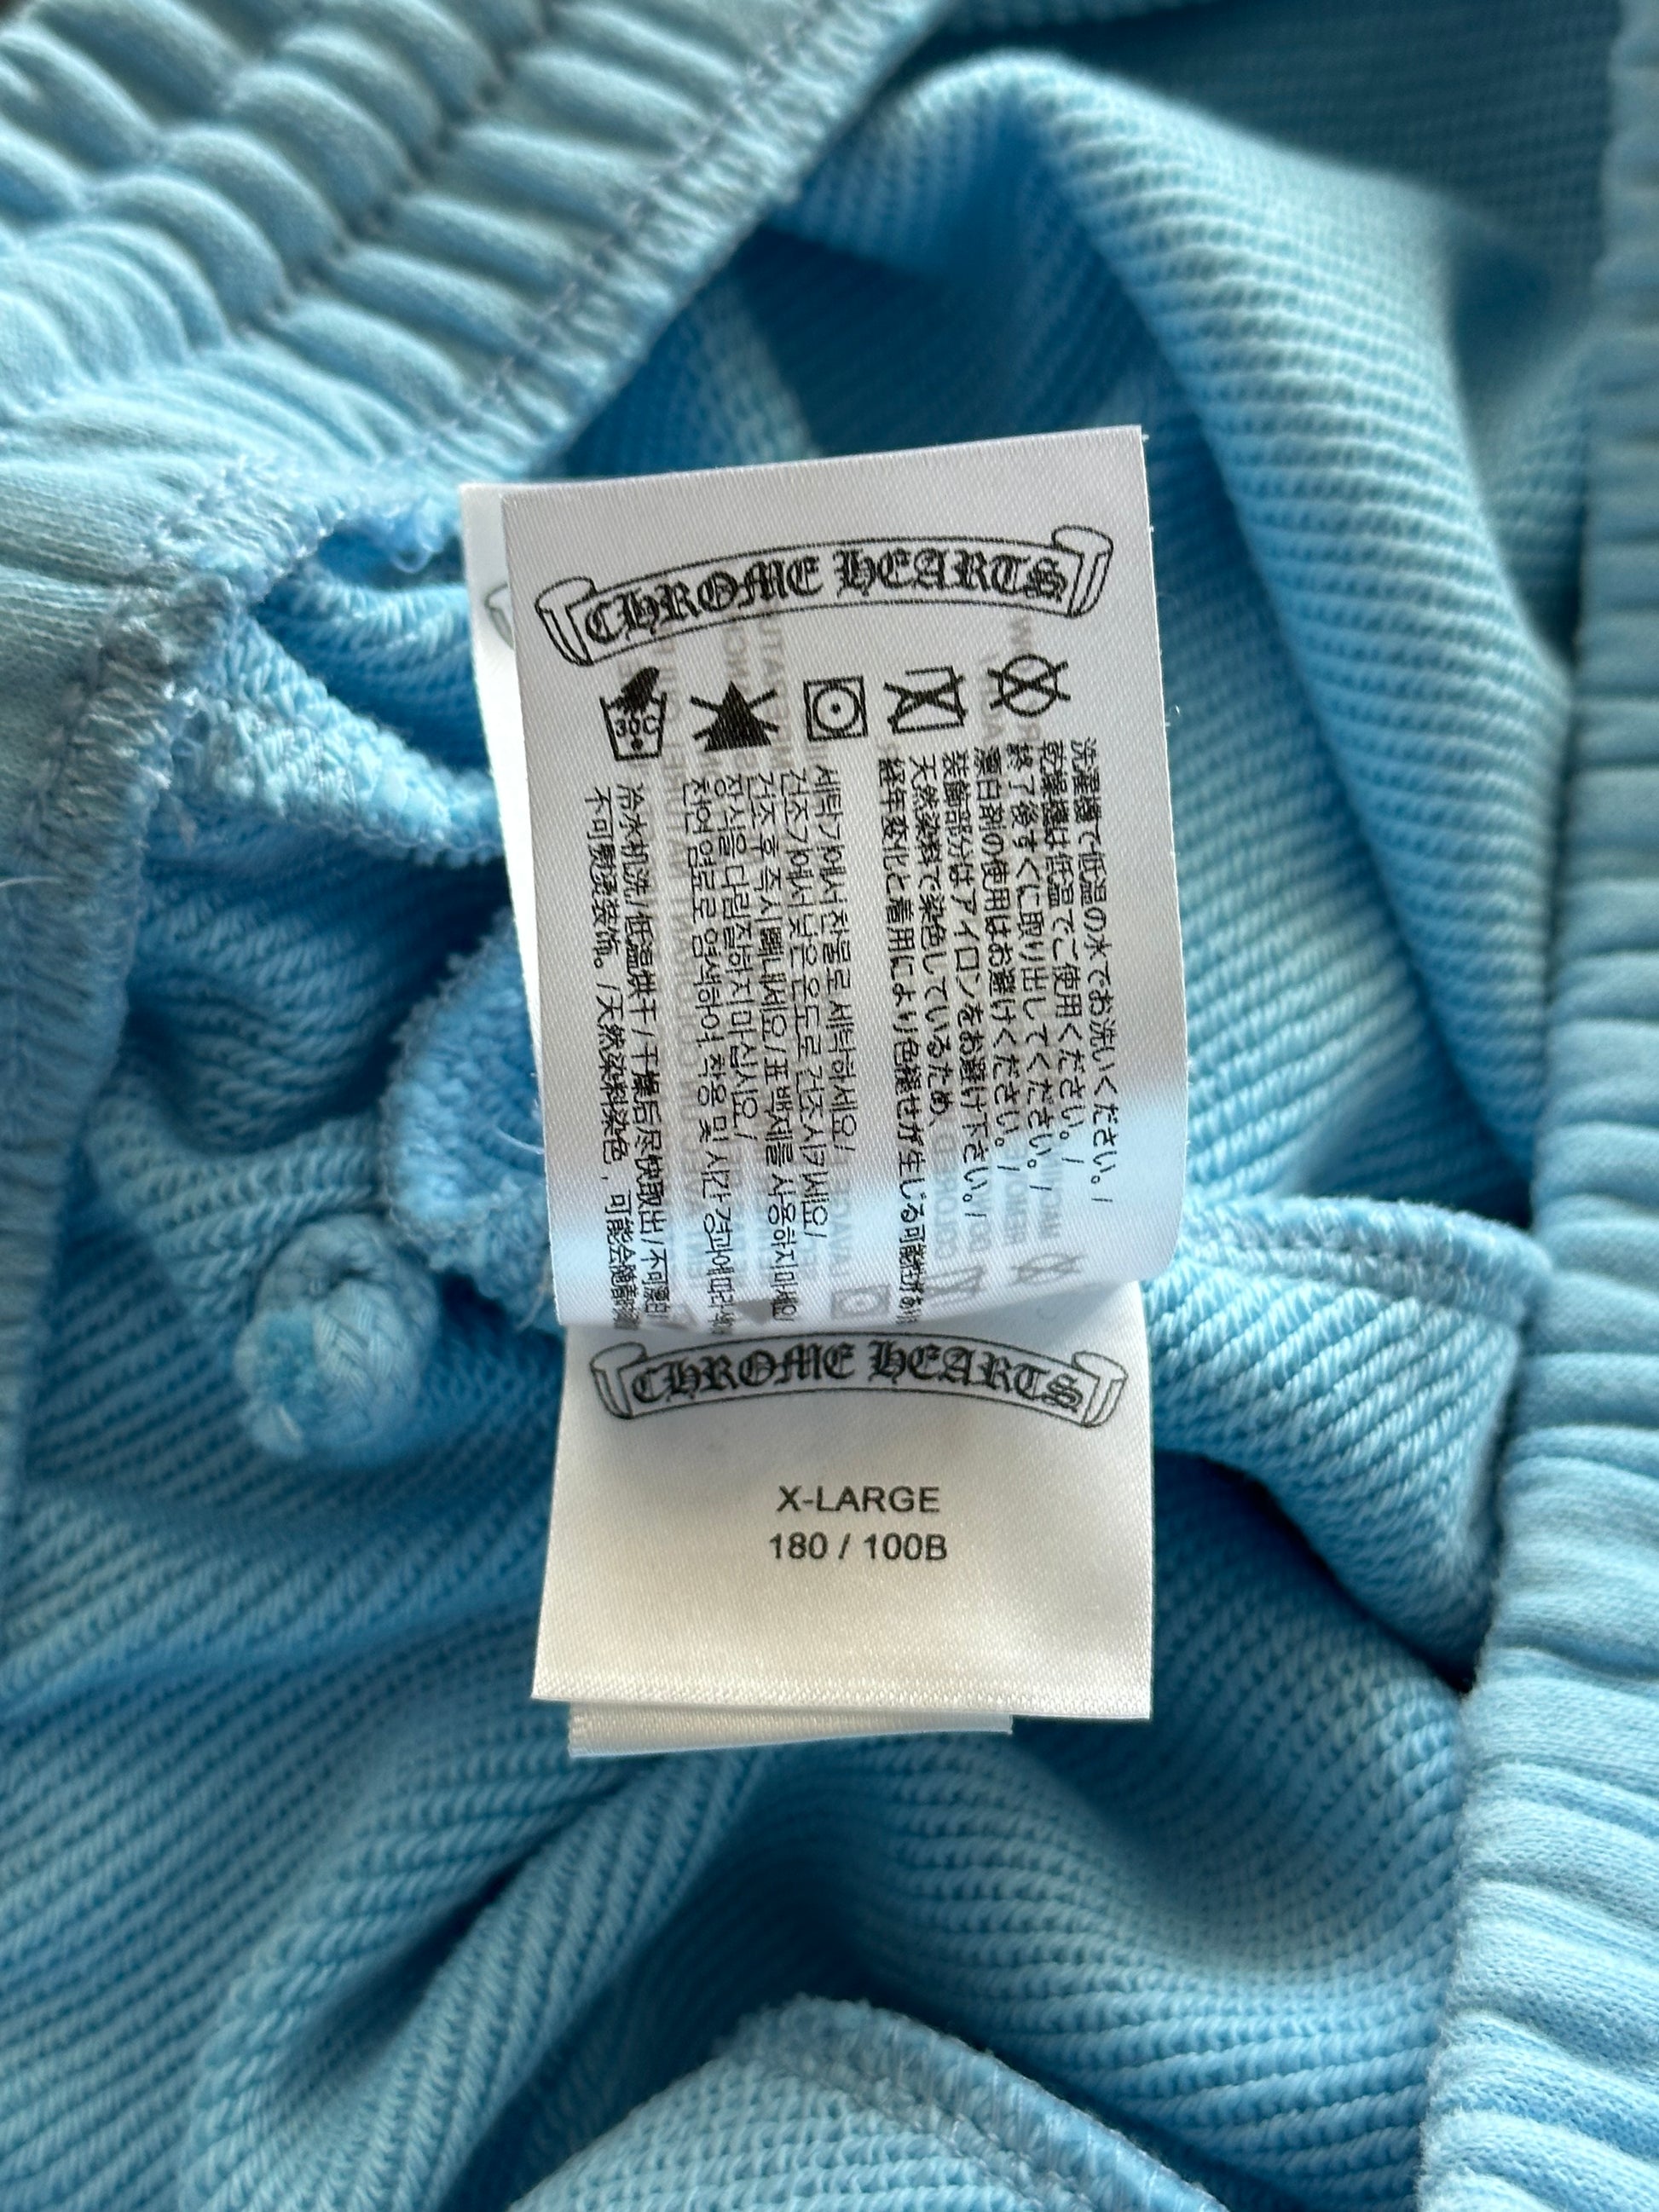 CHROME HEARTS
30C
洗濯機で低温の水でお洗いください。/
乾燥機は低温でご使用ください。/
終了後すぐに取り出してください。/
漂白剤の使用はお避けください。/
装飾部分はアイロンをお避け下さい。/
天然染料で染色しているため、
経年変化と着用により色褪せが生じる可能性があり
세탁기에서 찬물로 세탁하세요/
건조기에서 낮은 온도로 건조시키세요/
건조 후 즉시 빼내세요/표백제를 사용하지마세요/
장식을 다림질하지 마십시요/
천연 염료로 염색하여, 착용 및 시간 경과에 따라
冷水机洗/低温烘干/干燥后尽快取出/不可漂白/
不可熨烫装饰。/天然染料染色，可能会随着
CHROME HEARTS
X-LARGE
180 / 100B